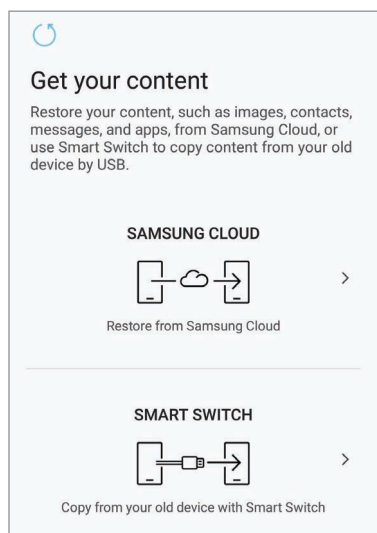 Get your content
Restore your content, such as images, contacts,
messages, and apps, from Samsung Cloud, or
use Smart Switch to copy content from your old
device by USB.
SAMSUNG CLOUD
Restore from Samsung Cloud
SMART SWITCH
Copy from your old device with Smart Switch